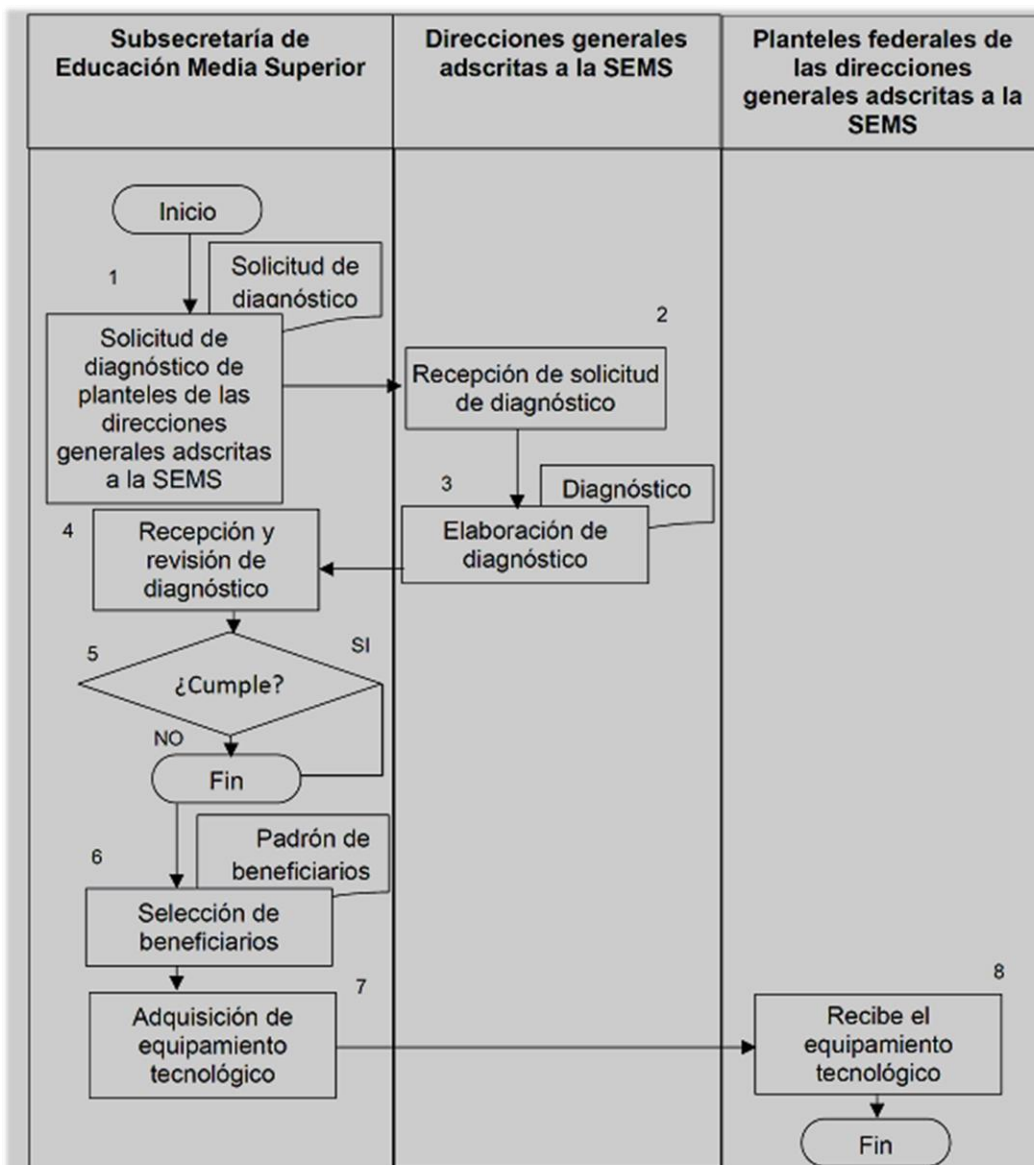 Subsecretaría de
Educación Media Superior
Direcciones generales
adscritas a la SEMS
Planteles federales de
las direcciones
generales adscritas a la
SEMS
Inicio
1
Solicitud de
diagnóstico
Solicitud de
diagnóstico de
planteles de las
direcciones
generales adscritas
a la SEMS
2
Recepción de solicitud
de diagnóstico
3
Diagnóstico
Elaboración de
diagnóstico
4
Recepción y
revisión de
diagnóstico
5
SI
¿Cumple?
NO
Fin
6
Padrón de
beneficiarios
Selección de
beneficiarios
7
Adquisición de
equipamiento
tecnológico
8
Recibe el
equipamiento
tecnológico
Fin